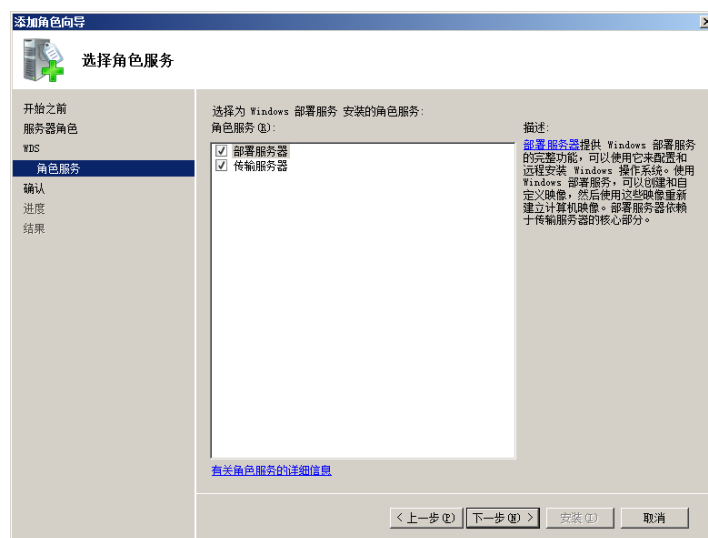 添加角色向导
选择角色服务
开始之前
服务器角色
WDS
角色服务
确认
进度
结果
选择为 Windows 部署服务 安装的角色服务:
角色服务(R):
部署服务器
传输服务器
有关角色服务的详细信息
描述:
部署服务器提供 Windows 部署服务
的完整功能，可以使用它来配置和
远程安装 Windows 操作系统。使用
Windows 部署服务，可以创建和自
定义映像，然后使用这些映像重新
建立计算机映像。部署服务器依赖
于传输服务器的核心部分。
< 上一步(P)
下一步(N) >
安装(I)
取消